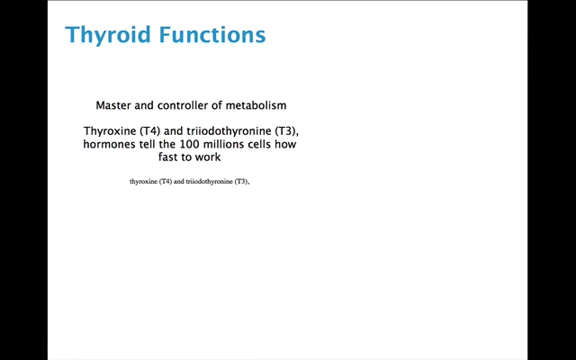 Thyroid Functions
Master and controller of metabolism
Thyroxine (T4) and triiodothyronine (T3),
hormones tell the 100 millions cells how
fast to work
thyroxine (T4) and triiodothyronine (T3),